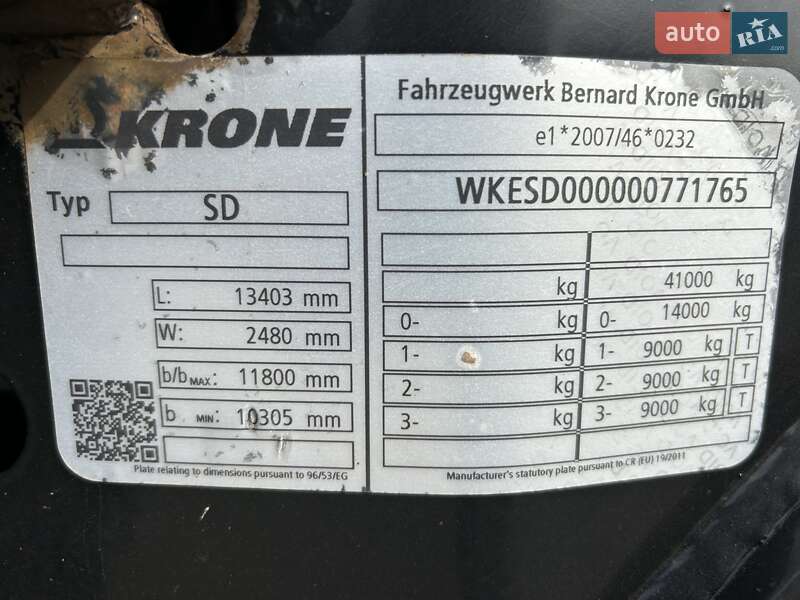 auto RIA .com
KRONE
Typ SD
L: 13403 mm
W: 2480 mm
b/b MAX: 11800 mm
b MIN: 10305 mm
Plate relating to dimensions pursuant to 96/53/EG
Fahrzeugwerk Bernard Krone GmbH
e1*2007/46*0232
WKESD000000771765
kg 41000 kg
0- kg 0- 14000 kg
1- kg 1- 9000 kg T
2- kg 2- 9000 kg T
3- kg 3- 9000 kg T
Manufacturer's statutory plate pursuant to CR (EU) 19/2011